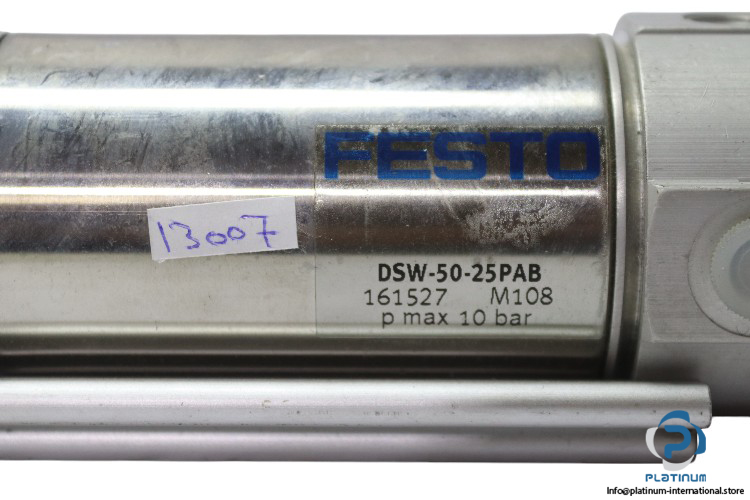 FESTO
13007
DSW-50-25PAB
161527 M108
p max 10 bar
PLATINUM
Info@platinum-international.store